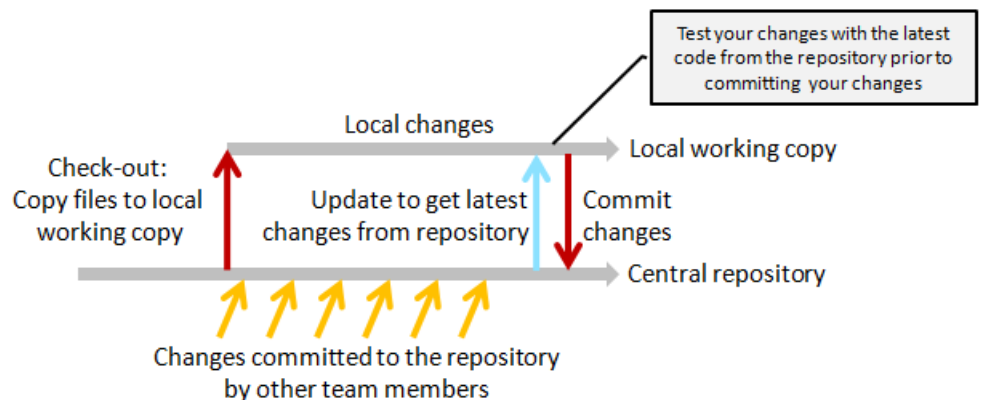 Test your changes with the latest
code from the repository prior to
committing your changes
Local changes
Local working copy
Check-out:
Copy files to local
working copy
Update to get latest
changes from repository
Commit
changes
Central repository
Changes committed to the repository
by other team members